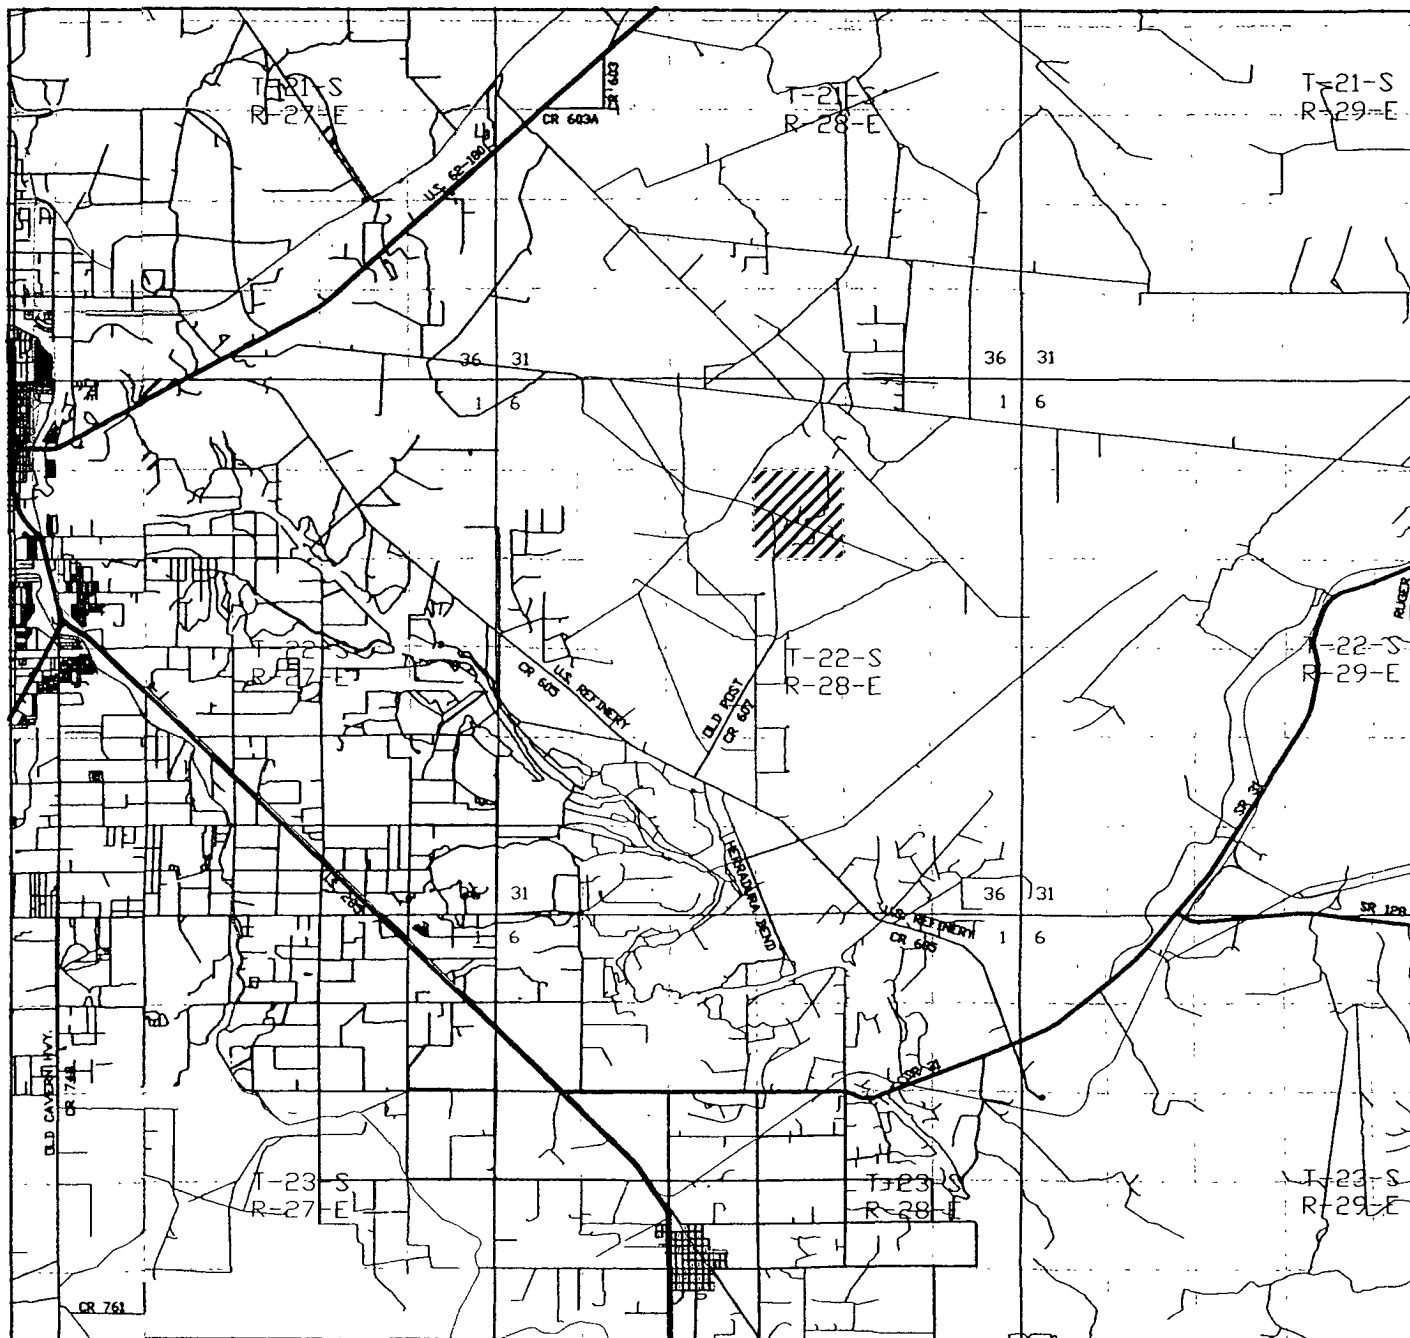 T-21-S
R-27-E
T-21-S
R-28-E
T-21-S
R-29-E
CR 603
CR 603A
U.S. 62-180
36 31
36 31
1 6
1 6
RUGER
T-22-S
R-27-E
T-22-S
R-28-E
T-22-S
R-29-E
U.S. REFINERY
CR 605
OLD POST
CR 607
SR 31
HERRADURA BEND
285
31
36 31
1 6
1 6
U.S. REFINERY
CR 605
SR 128
OLD CAVERN HWY.
SR 31
T-23-S
R-27-E
T-23-S
R-28-E
T-23-S
R-29-E
CR 761